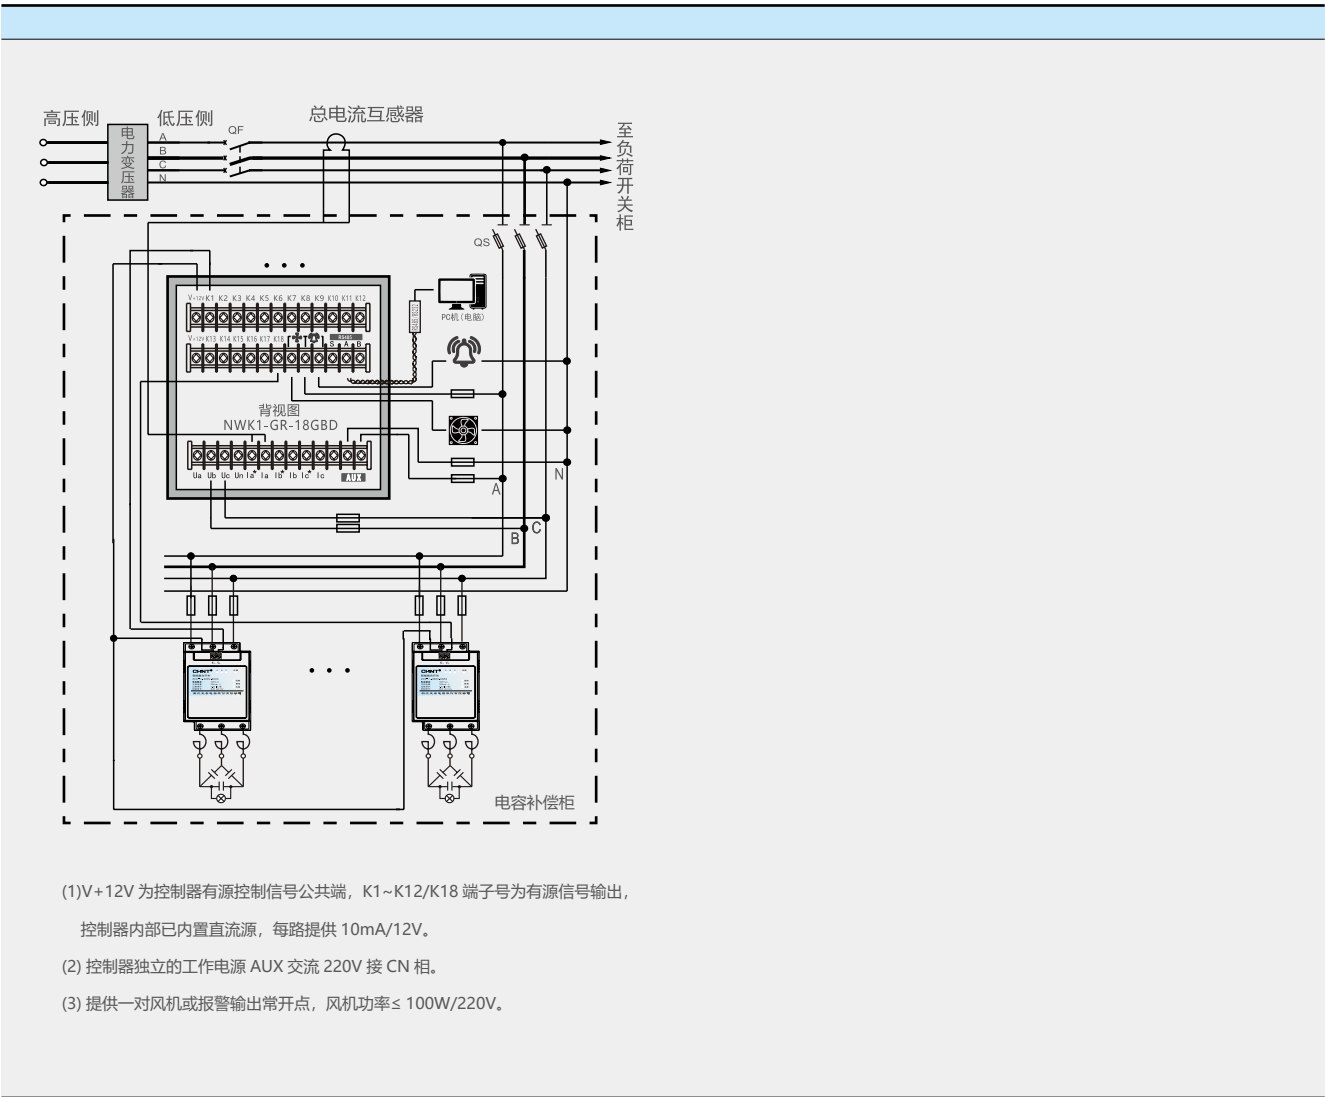 高压侧
低压侧
总电流互感器
电力变压器
A
B
C
N
QF
至负荷开关柜
QS
V+12V K1 K2 K3 K4 K5 K6 K7 K8 K9 K10 K11 K12
V+12V K13 K14 K15 K16 K17 K18
RS485
S A B
RS485/RS232
PC机(电脑)
背视图
NWK1-GR-18GBD
Ua Ub Uc Un Ia* Ia Ib* Ib Ic* Ic
AUX
A
N
B
C
CHNT
CHNT
电容补偿柜
(1)V+12V 为控制器有源控制信号公共端，K1~K12/K18 端子号为有源信号输出，
控制器内部已内置直流源，每路提供 10mA/12V。
(2) 控制器独立的工作电源 AUX 交流 220V 接 CN 相。
(3) 提供一对风机或报警输出常开点，风机功率≤ 100W/220V。